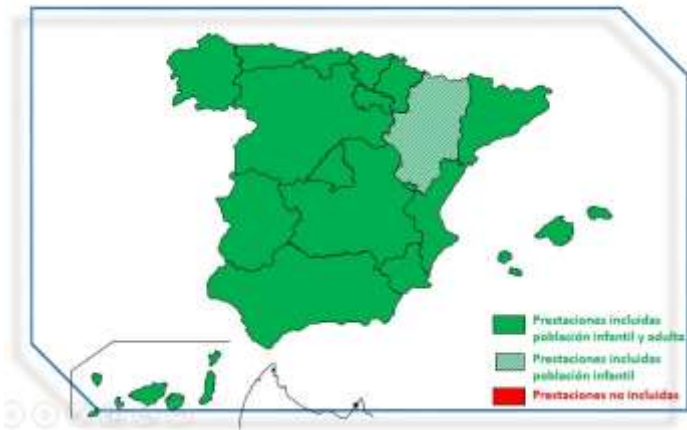 Prestaciones incluidas
población infantil y adulta
Prestaciones incluidas
población infantil
Prestaciones no incluidas